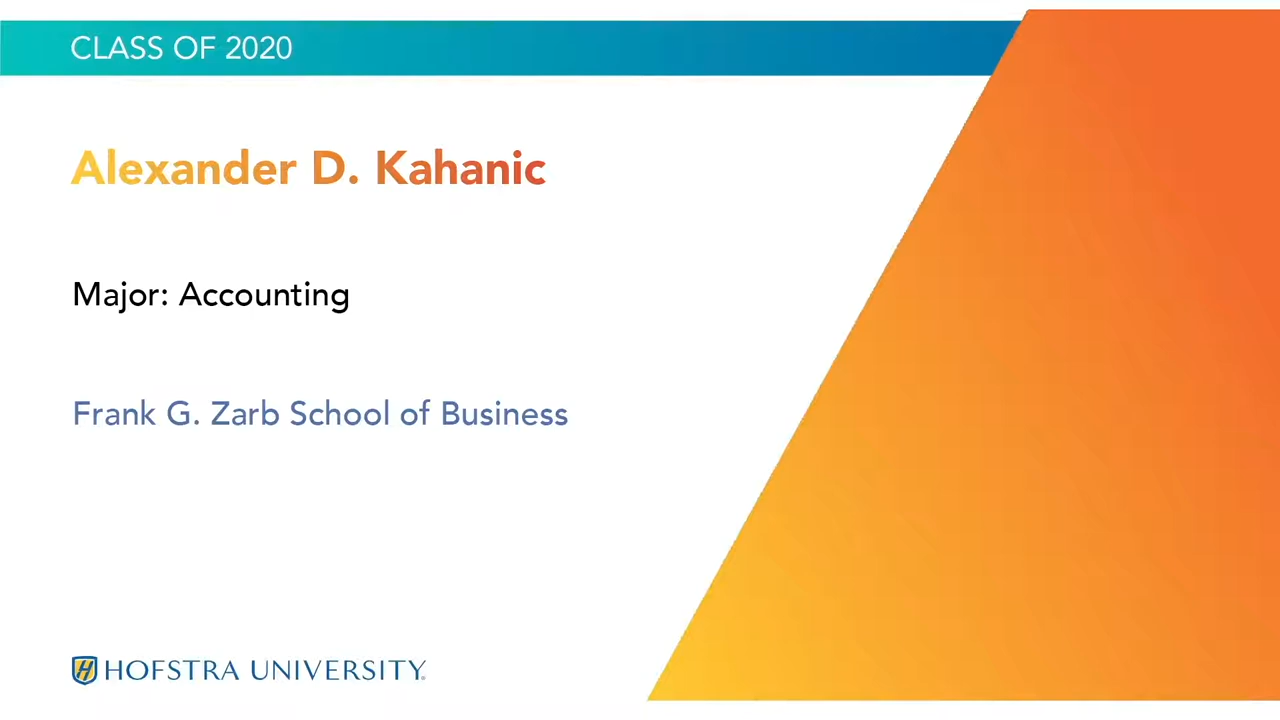 CLASS OF 2020
Alexander D. Kahanic
Major: Accounting
Frank G. Zarb School of Business
H HOFSTRA UNIVERSITY®